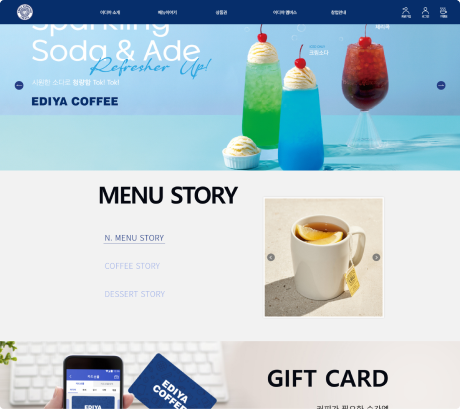 이디야 소개 메뉴이야기 상품권 이디야 멤버스 창업안내
Sparkling
Soda & Ade
Refresher Up!
시원한 소다로 청량함 Tok! Tok!
EDIYA COFFEE
크림소다
MENU STORY
N. MENU STORY
COFFEE STORY
DESSERT STORY
GIFT CARD
EDIYA
COFFEE
커피가 필요한 순간에